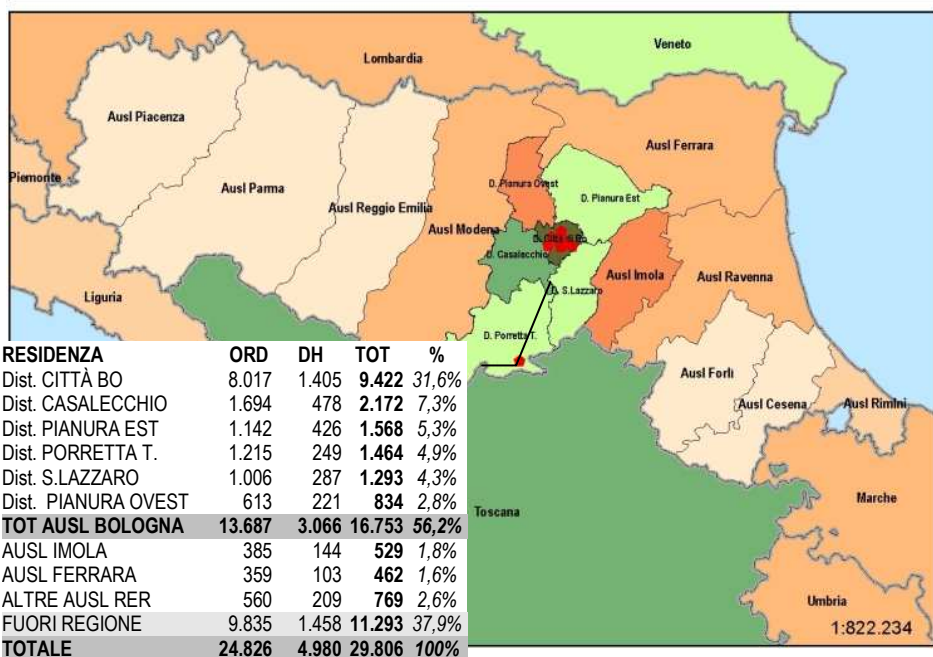 Veneto
Lombardia
Ausl Piacenza
Ausl Ferrara
Piemonte
Ausl Parma
D. Pianura Ovest
D. Pianura Est
Ausl Reggio Emilia
Ausl Modena
D. Città di Bo
D. Casalecchio
Ausl Imola
Ausl Ravenna
D. S.Lazzaro
Liguria
D. Porretta T.
Ausl Forlì
Ausl Cesena
Ausl Rimini
Marche
Toscana
Umbria
1:822.234
RESIDENZA ORD DH TOT %
Dist. CITTÀ BO 8.017 1.405 9.422 31,6%
Dist. CASALECCHIO 1.694 478 2.172 7,3%
Dist. PIANURA EST 1.142 426 1.568 5,3%
Dist. PORRETTA T. 1.215 249 1.464 4,9%
Dist. S.LAZZARO 1.006 287 1.293 4,3%
Dist. PIANURA OVEST 613 221 834 2,8%
TOT AUSL BOLOGNA 13.687 3.066 16.753 56,2%
AUSL IMOLA 385 144 529 1,8%
AUSL FERRARA 359 103 462 1,6%
ALTRE AUSL RER 560 209 769 2,6%
FUORI REGIONE 9.835 1.458 11.293 37,9%
TOTALE 24.826 4.980 29.806 100%